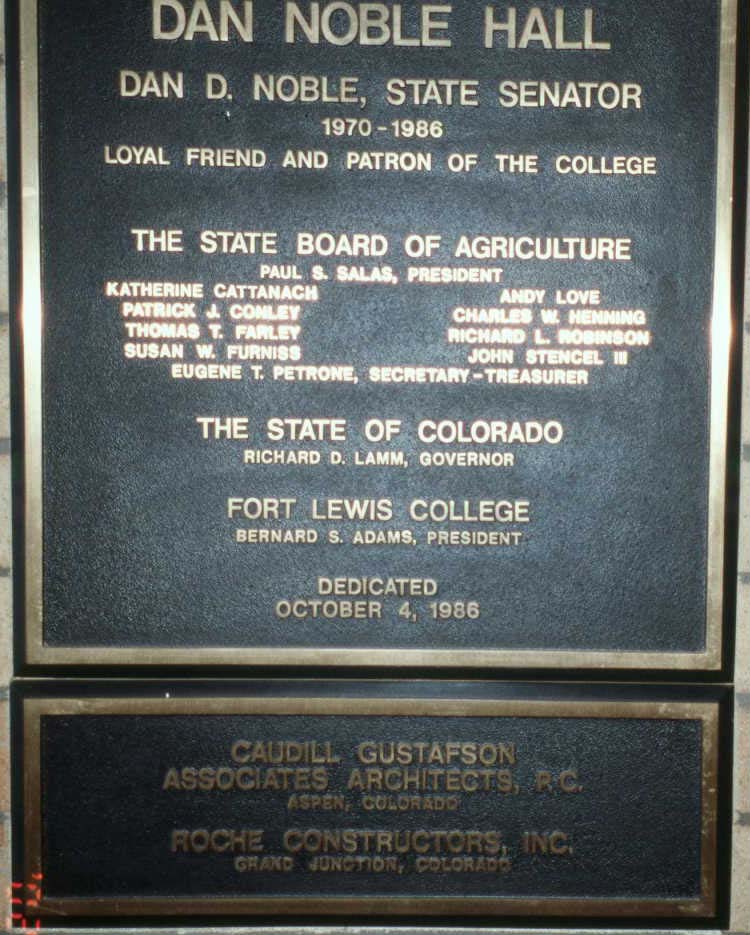 DAN NOBLE HALL
DAN D. NOBLE, STATE SENATOR
1970-1986
LOYAL FRIEND AND PATRON OF THE COLLEGE
THE STATE BOARD OF AGRICULTURE
PAUL S. SALAS, PRESIDENT
KATHERINE CATTANACH ANDY LOVE
PATRICK J. CONLEY CHARLES W. HENNING
THOMAS T. FARLEY RICHARD L. ROBINSON
SUSAN W. FURNISS JOHN STENCEL III
EUGENE T. PETRONE, SECRETARY-TREASURER
THE STATE OF COLORADO
RICHARD D. LAMM, GOVERNOR
FORT LEWIS COLLEGE
BERNARD S. ADAMS, PRESIDENT
DEDICATED
OCTOBER 4, 1986
CAUDILL GUSTAFSON
ASSOCIATES ARCHITECTS, P.C.
ASPEN, COLORADO
ROCHE CONSTRUCTORS, INC.
GRAND JUNCTION, COLORADO